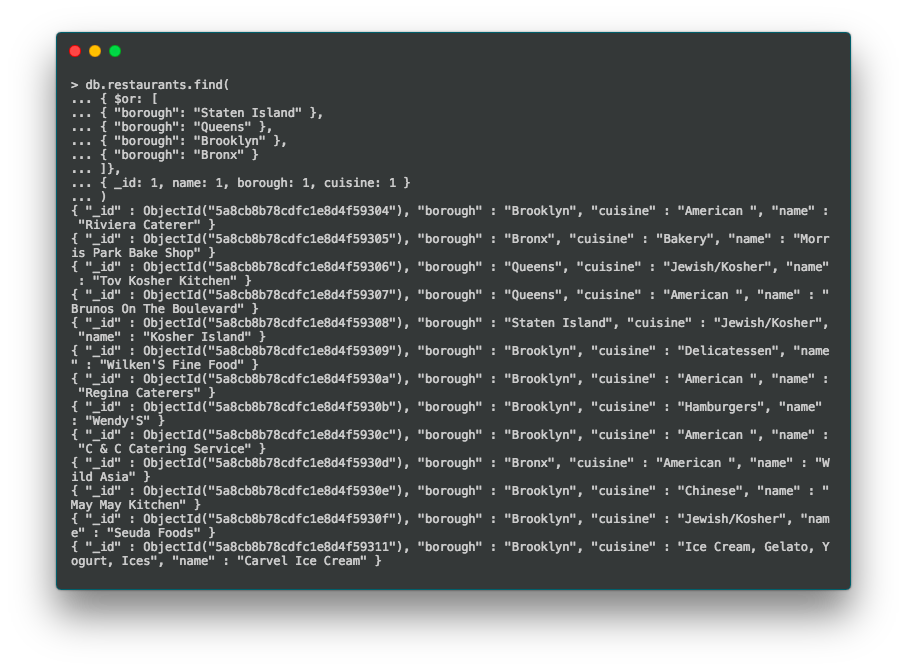 > db.restaurants.find(
... { $or: [
... { "borough": "Staten Island" },
... { "borough": "Queens" },
... { "borough": "Brooklyn" },
... { "borough": "Bronx" }
... ]},
... { _id: 1, name: 1, borough: 1, cuisine: 1 }
... )
{ "_id" : ObjectId("5a8cb8b78cdfc1e8d4f59304"), "borough" : "Brooklyn", "cuisine" : "American ", "name" :
 "Riviera Caterer" }
{ "_id" : ObjectId("5a8cb8b78cdfc1e8d4f59305"), "borough" : "Bronx", "cuisine" : "Bakery", "name" : "Morr
is Park Bake Shop" }
{ "_id" : ObjectId("5a8cb8b78cdfc1e8d4f59306"), "borough" : "Queens", "cuisine" : "Jewish/Kosher", "name"
 : "Tov Kosher Kitchen" }
{ "_id" : ObjectId("5a8cb8b78cdfc1e8d4f59307"), "borough" : "Queens", "cuisine" : "American ", "name" : "
Brunos On The Boulevard" }
{ "_id" : ObjectId("5a8cb8b78cdfc1e8d4f59308"), "borough" : "Staten Island", "cuisine" : "Jewish/Kosher",
 "name" : "Kosher Island" }
{ "_id" : ObjectId("5a8cb8b78cdfc1e8d4f59309"), "borough" : "Brooklyn", "cuisine" : "Delicatessen", "name
" : "Wilken'S Fine Food" }
{ "_id" : ObjectId("5a8cb8b78cdfc1e8d4f5930a"), "borough" : "Brooklyn", "cuisine" : "American ", "name" :
 "Regina Caterers" }
{ "_id" : ObjectId("5a8cb8b78cdfc1e8d4f5930b"), "borough" : "Brooklyn", "cuisine" : "Hamburgers", "name"
: "Wendy'S" }
{ "_id" : ObjectId("5a8cb8b78cdfc1e8d4f5930c"), "borough" : "Brooklyn", "cuisine" : "American ", "name" :
 "C & C Catering Service" }
{ "_id" : ObjectId("5a8cb8b78cdfc1e8d4f5930d"), "borough" : "Bronx", "cuisine" : "American ", "name" : "W
ild Asia" }
{ "_id" : ObjectId("5a8cb8b78cdfc1e8d4f5930e"), "borough" : "Brooklyn", "cuisine" : "Chinese", "name" : "
May May Kitchen" }
{ "_id" : ObjectId("5a8cb8b78cdfc1e8d4f5930f"), "borough" : "Brooklyn", "cuisine" : "Jewish/Kosher", "nam
e" : "Seuda Foods" }
{ "_id" : ObjectId("5a8cb8b78cdfc1e8d4f59311"), "borough" : "Brooklyn", "cuisine" : "Ice Cream, Gelato, Y
ogurt, Ices", "name" : "Carvel Ice Cream" }